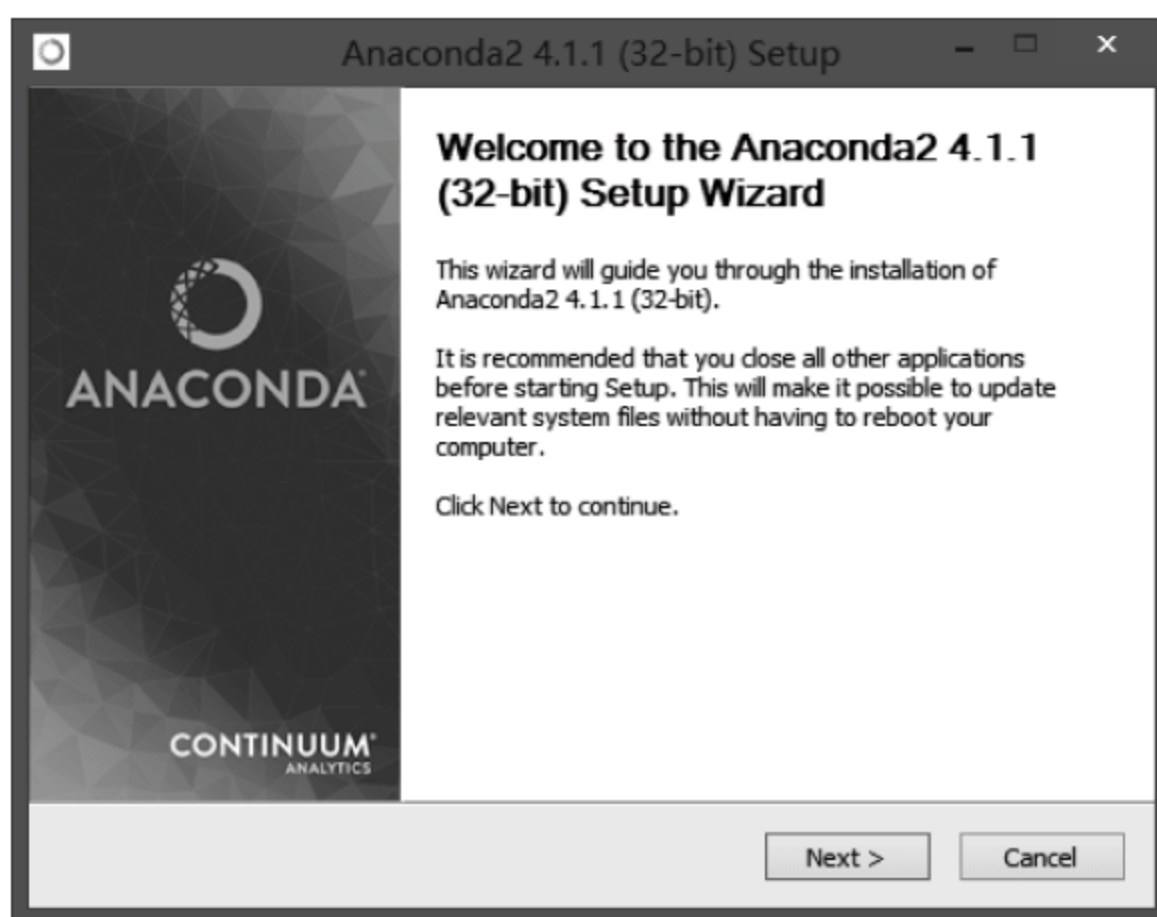 Anaconda2 4.1.1 (32-bit) Setup
Welcome to the Anaconda2 4.1.1
(32-bit) Setup Wizard
This wizard will guide you through the installation of
Anaconda2 4.1.1 (32-bit).
It is recommended that you close all other applications
before starting Setup. This will make it possible to update
relevant system files without having to reboot your
computer.
Click Next to continue.
ANACONDA
CONTINUUM®
ANALYTICS
Next >
Cancel